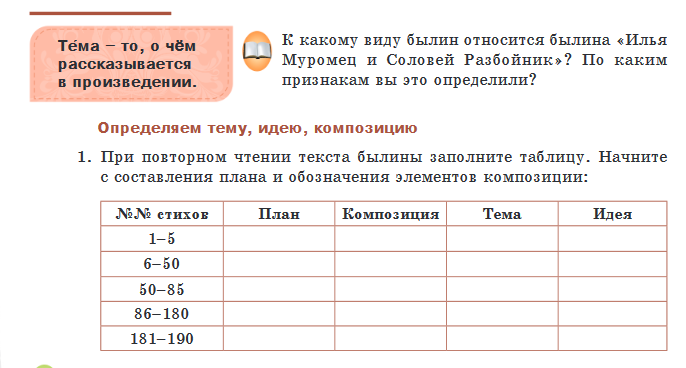 Те́ма – то, о чём
рассказывается
в произведении.
К какому виду былин относится былина «Илья
Муромец и Соловей Разбойник»? По каким
признакам вы это определили?
Определяем тему, идею, композицию
1. При повторном чтении текста былины заполните таблицу. Начните
с составления плана и обозначения элементов композиции:
№№ стихов План Композиция Тема Идея
1–5
6–50
50–85
86–180
181–190